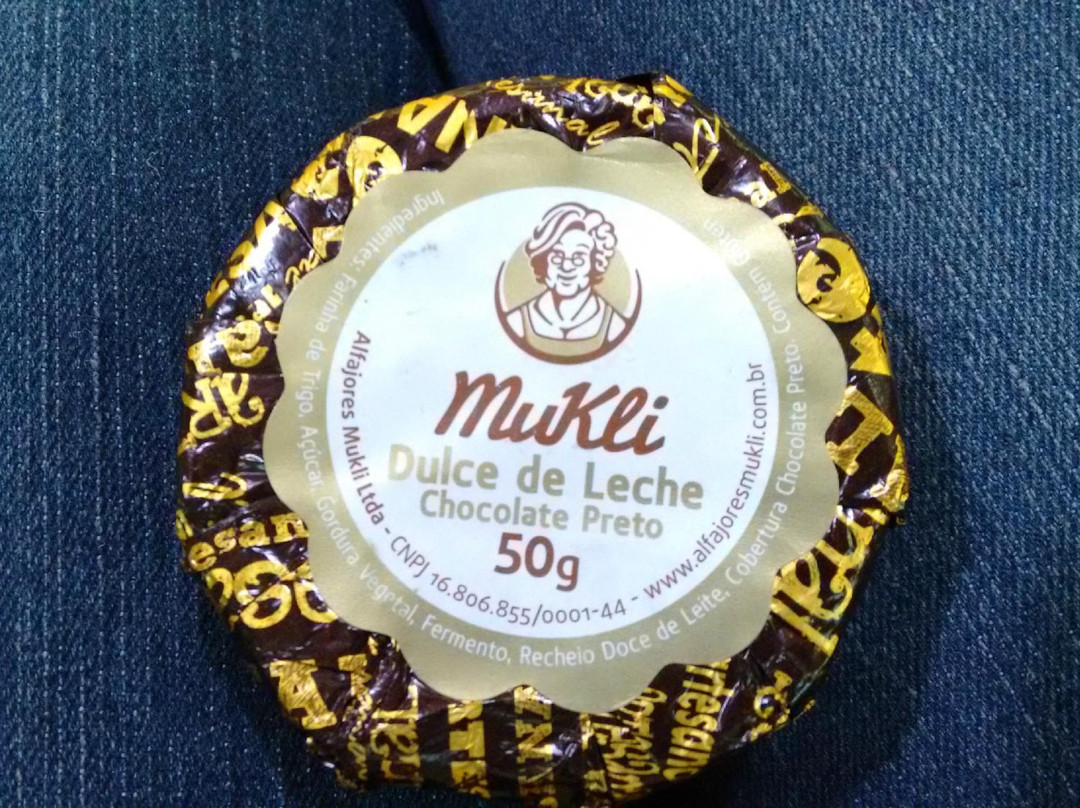 MuKli
Dulce de Leche
Chocolate Preto
50g
Alfajores Mukli Ltda - CNPJ 16.806.855/0001-44 - www.alfajoresmukli.com.br
Ingredientes: Farinha de Trigo, Açúcar, Gordura Vegetal, Fermento, Recheio Doce de Leite, Cobertura Chocolate Preto. Contém Glúten